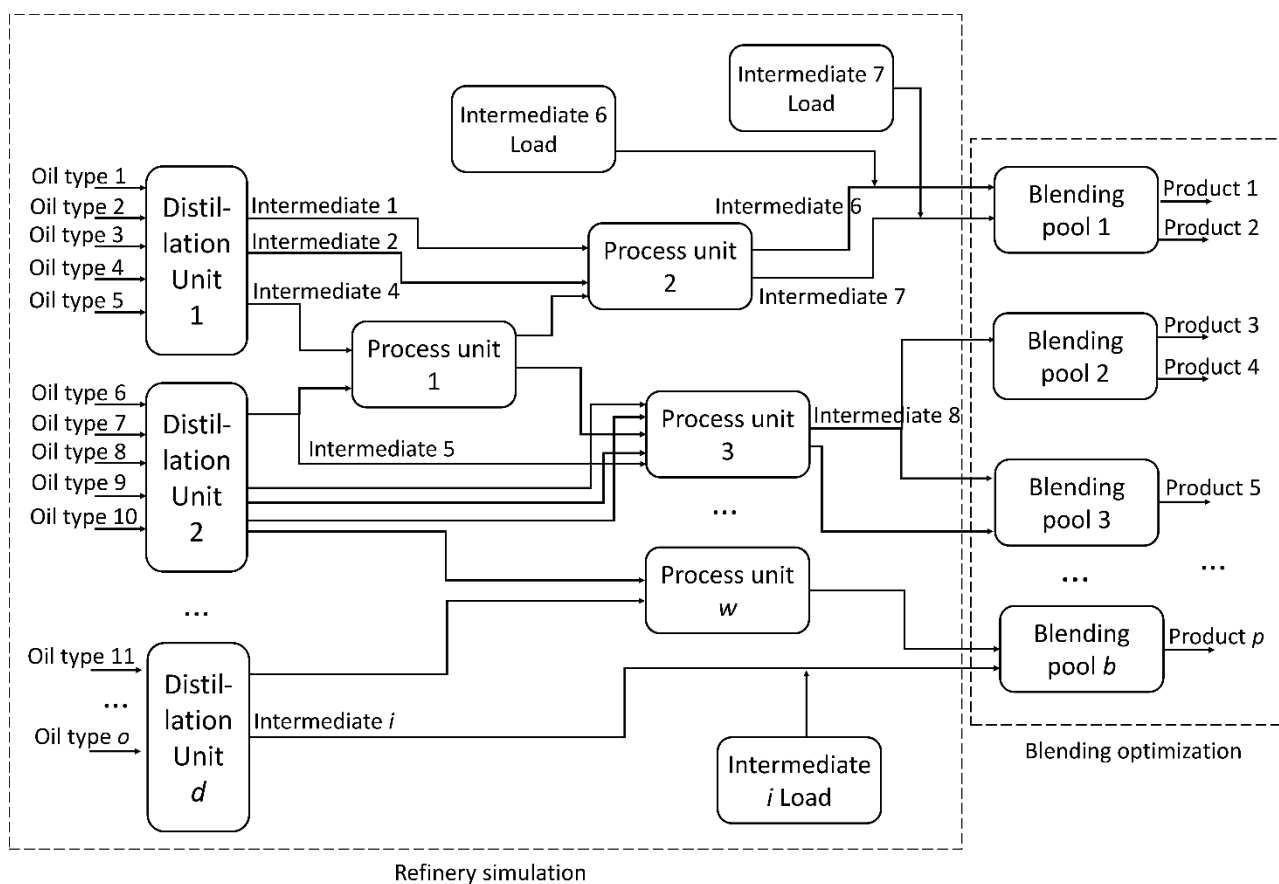 Intermediate 7
Load
Intermediate 6
Load
Oil type 1
Oil type 2
Oil type 3
Oil type 4
Oil type 5
Distil-
lation
Unit
1
Intermediate 1
Intermediate 2
Intermediate 4
Process unit
1
Process unit
2
Intermediate 6
Intermediate 7
Blending
pool 1
Product 1
Product 2
Oil type 6
Oil type 7
Oil type 8
Oil type 9
Oil type 10
Distil-
lation
Unit
2
Intermediate 5
Process unit
3
Intermediate 8
Blending
pool 2
Product 3
Product 4
Blending
pool 3
Product 5
...
...
...
...
Process unit
w
Blending
pool b
Product p
Oil type 11
...
Oil type o
Distil-
lation
Unit
d
Intermediate i
Intermediate
i Load
Blending optimization
Refinery simulation